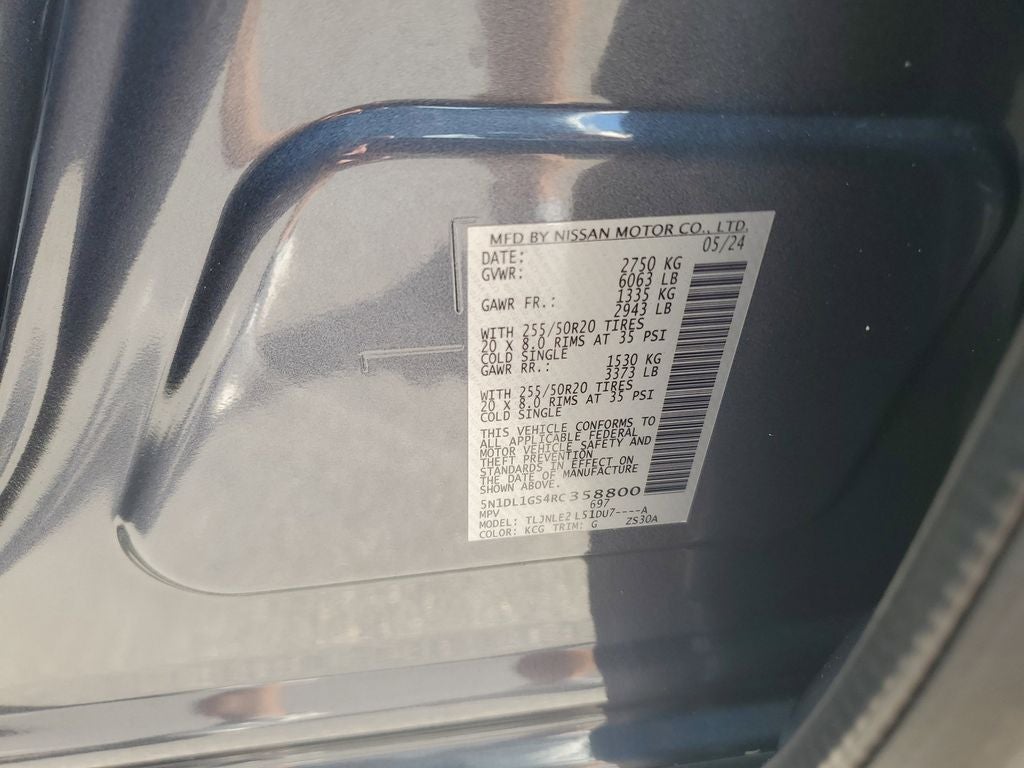 MFD BY NISSAN MOTOR CO., LTD.
DATE: 05/24
GVWR: 2750 KG
6063 LB
GAWR FR.: 1335 KG
2943 LB
WITH 255/50R20 TIRES
20 X 8.0 RIMS AT 35 PSI
COLD SINGLE
GAWR RR.: 1530 KG
3373 LB
WITH 255/50R20 TIRES
20 X 8.0 RIMS AT 35 PSI
COLD SINGLE
THIS VEHICLE CONFORMS TO
ALL APPLICABLE FEDERAL
MOTOR VEHICLE SAFETY AND
THEFT PREVENTION
STANDARDS IN EFFECT ON
THE DATE OF MANUFACTURE
SHOWN ABOVE.
5N1DL1GS4RC358800
MPV 697
MODEL: TLJNLE2 L51DU7----A
COLOR: KCG TRIM: G ZS30A